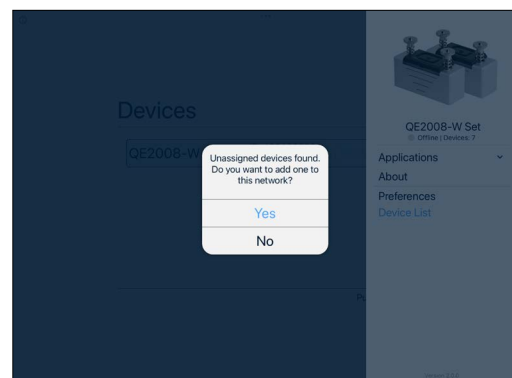 Devices
QE2008-W
Unassigned devices found.
Do you want to add one to
this network?
Yes
No
QE2008-W Set
Offline | Devices: 7
Applications
About
Preferences
Device List